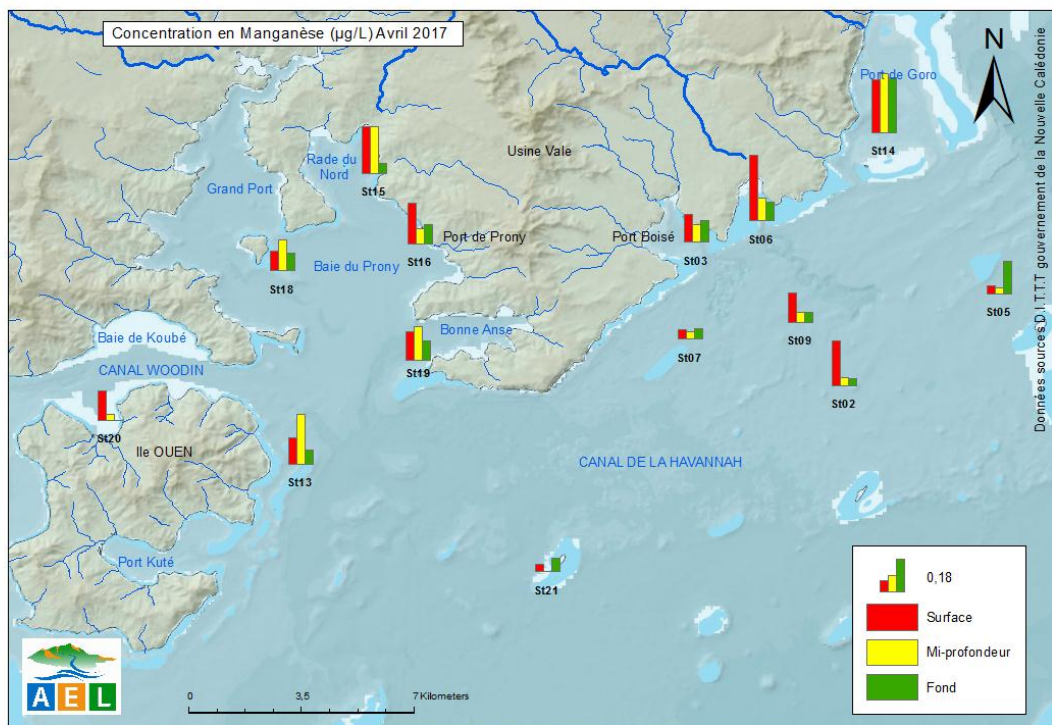 Concentration en Manganèse (µg/L) Avril 2017
N
Port de Goro
St14
Rade du
Nord
Usine Vale
St15
Grand Port
Port de Prony
St16
Port Boisé
St06
St03
Baie du Prony
St18
St05
Baie de Koubé
Bonne Anse
St09
St07
CANAL WOODIN
St19
St02
St20
Ile OUEN
CANAL DE LA HAVANNAH
St13
Port Kuté
St21
0,18
Surface
Mi-profondeur
Fond
AEL
0 3,5 7 Kilometers
Données sources D.I.T.T.T gouvernement de la Nouvelle Calédonie